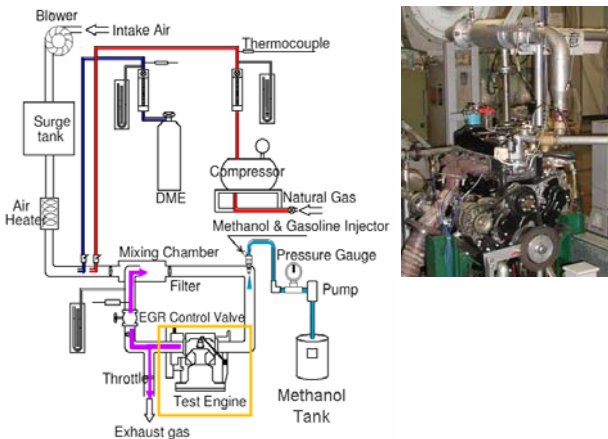 Blower
Intake Air
Thermocouple
Surge
tank
Compressor
DME
Natural Gas
Air
Heater
Methanol & Gasoline Injector
Mixing Chamber
Pressure Gauge
Filter
Pump
EGR Control Valve
Throttle
Test Engine
Methanol
Tank
Exhaust gas